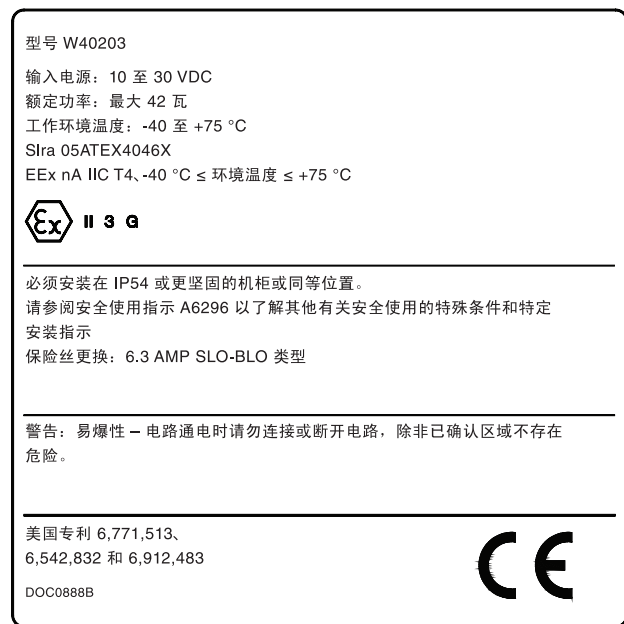 型号 W40203
输入电源：10 至 30 VDC
额定功率：最大 42 瓦
工作环境温度：-40 至 +75 °C
SIra 05ATEX4046X
EEx nA IIC T4、-40 °C ≤ 环境温度 ≤ +75 °C
Ex II 3 G
必须安装在 IP54 或更坚固的机柜或同等位置。
请参阅安全使用指示 A6296 以了解其他有关安全使用的特殊条件和特定
安装指示
保险丝更换：6.3 AMP SLO-BLO 类型
警告：易爆性 – 电路通电时请勿连接或断开电路，除非已确认区域不存在
危险。
美国专利 6,771,513、
6,542,832 和 6,912,483
CE
DOC0888B